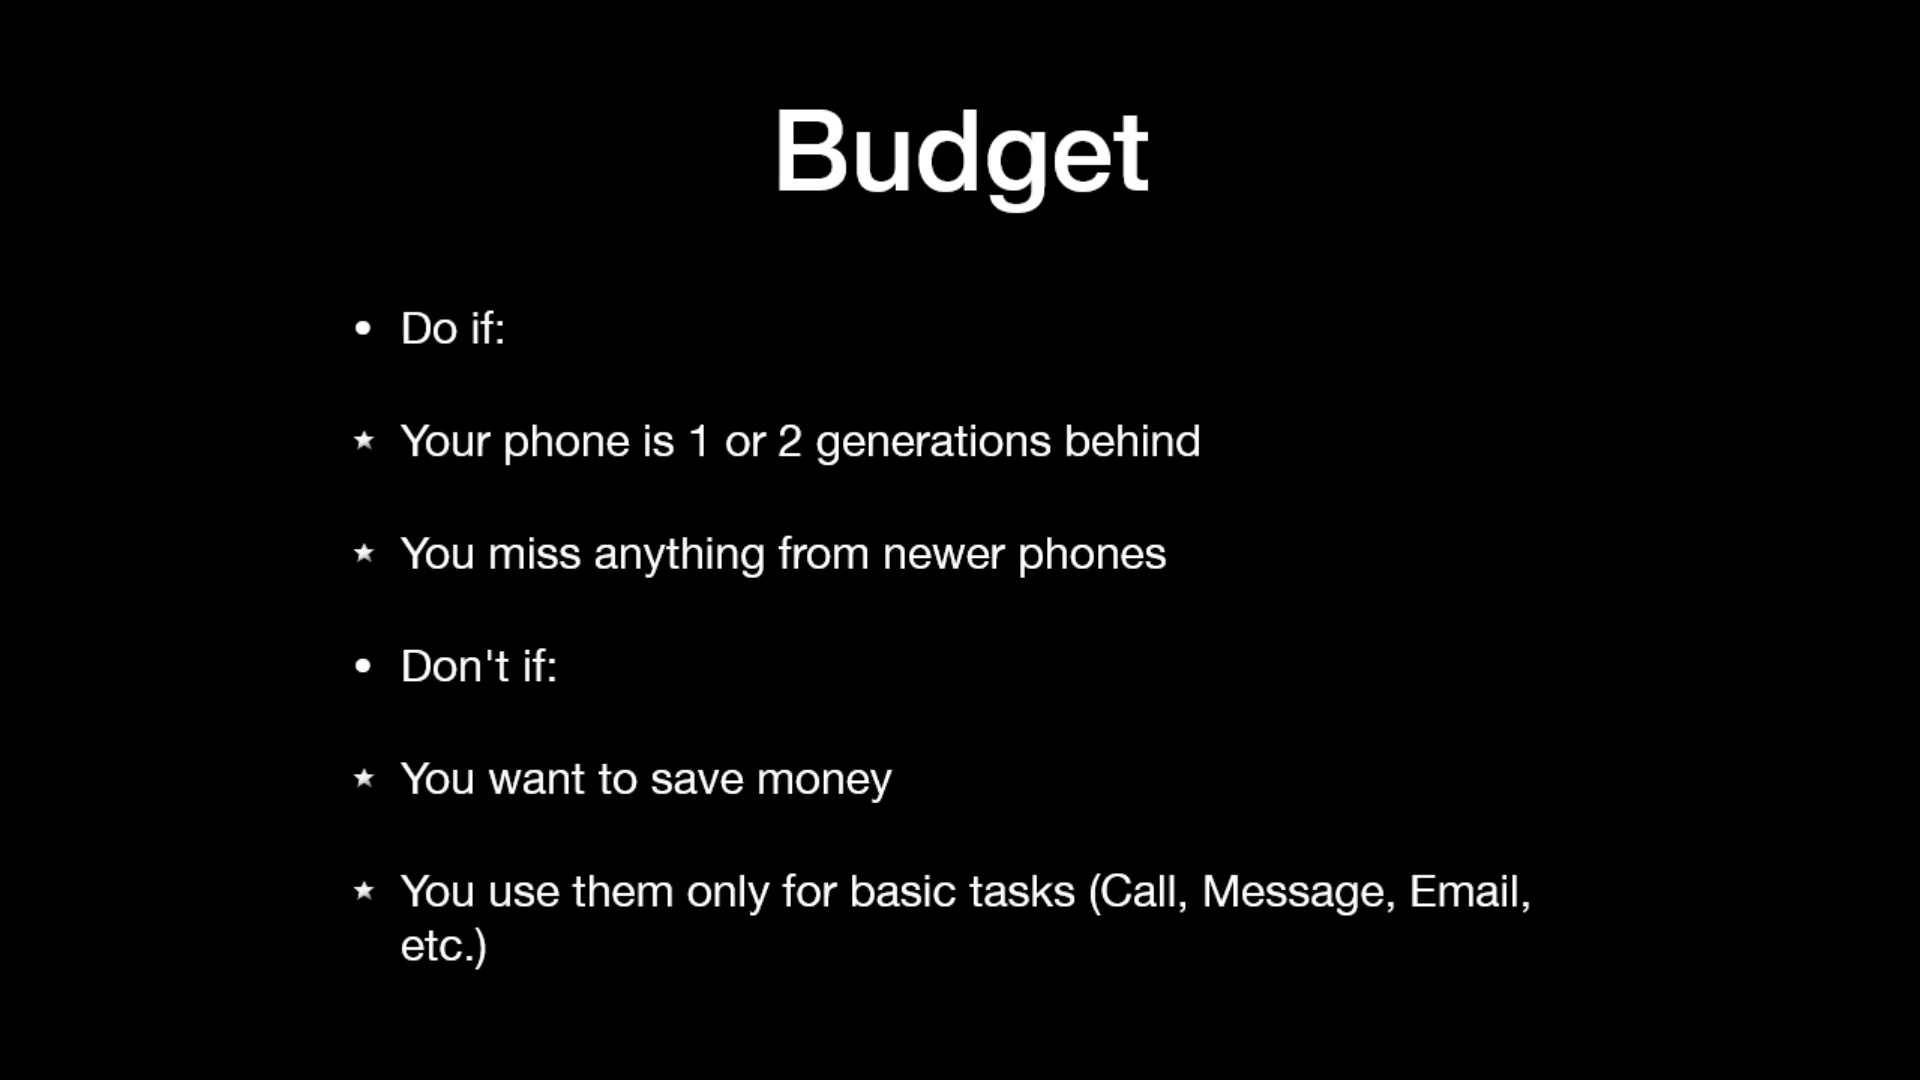 Budget
• Do if:
★ Your phone is 1 or 2 generations behind
★ You miss anything from newer phones
• Don't if:
★ You want to save money
★ You use them only for basic tasks (Call, Message, Email,
etc.)